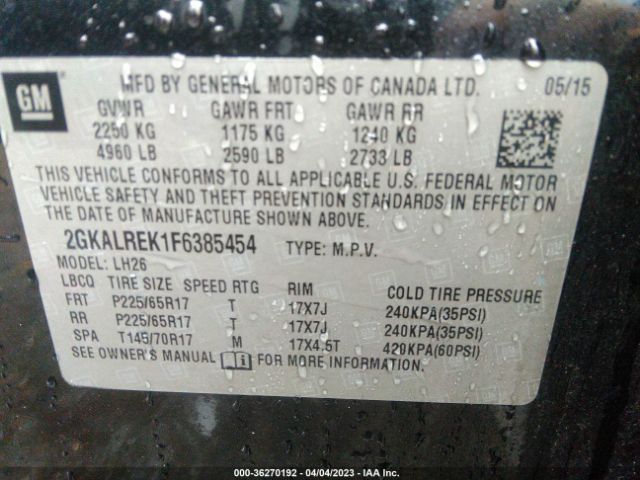 GM
MFD BY GENERAL MOTORS OF CANADA LTD. 05/15
GVWR GAWR FRT GAWR RR
2250 KG 1175 KG 1240 KG
4960 LB 2590 LB 2733 LB
THIS VEHICLE CONFORMS TO ALL APPLICABLE U.S. FEDERAL MOTOR
VEHICLE SAFETY AND THEFT PREVENTION STANDARDS IN EFFECT ON
THE DATE OF MANUFACTURE SHOWN ABOVE.
2GKALREK1F6385454 TYPE: M.P.V.
MODEL: LH26
LBCQ TIRE SIZE SPEED RTG RIM COLD TIRE PRESSURE
FRT P225/65R17 T 17X7J 240KPA(35PSI)
RR P225/65R17 T 17X7J 240KPA(35PSI)
SPA T145/70R17 M 17X4.5T 420KPA(60PSI)
SEE OWNER'S MANUAL FOR MORE INFORMATION.
000-36270192 - 04/04/2023 - IAA Inc.